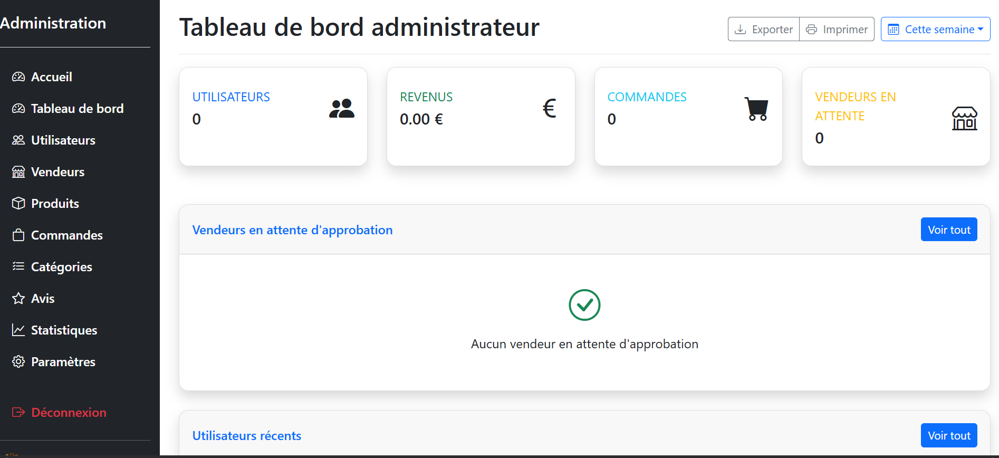 Administration
Accueil
Tableau de bord
Utilisateurs
Vendeurs
Produits
Commandes
Catégories
Avis
Statistiques
Paramètres
Déconnexion
Tableau de bord administrateur
Exporter
Imprimer
Cette semaine
UTILISATEURS
0
REVENUS
0.00 €
€
COMMANDES
0
VENDEURS EN
ATTENTE
0
Vendeurs en attente d'approbation
Voir tout
Aucun vendeur en attente d'approbation
Utilisateurs récents
Voir tout